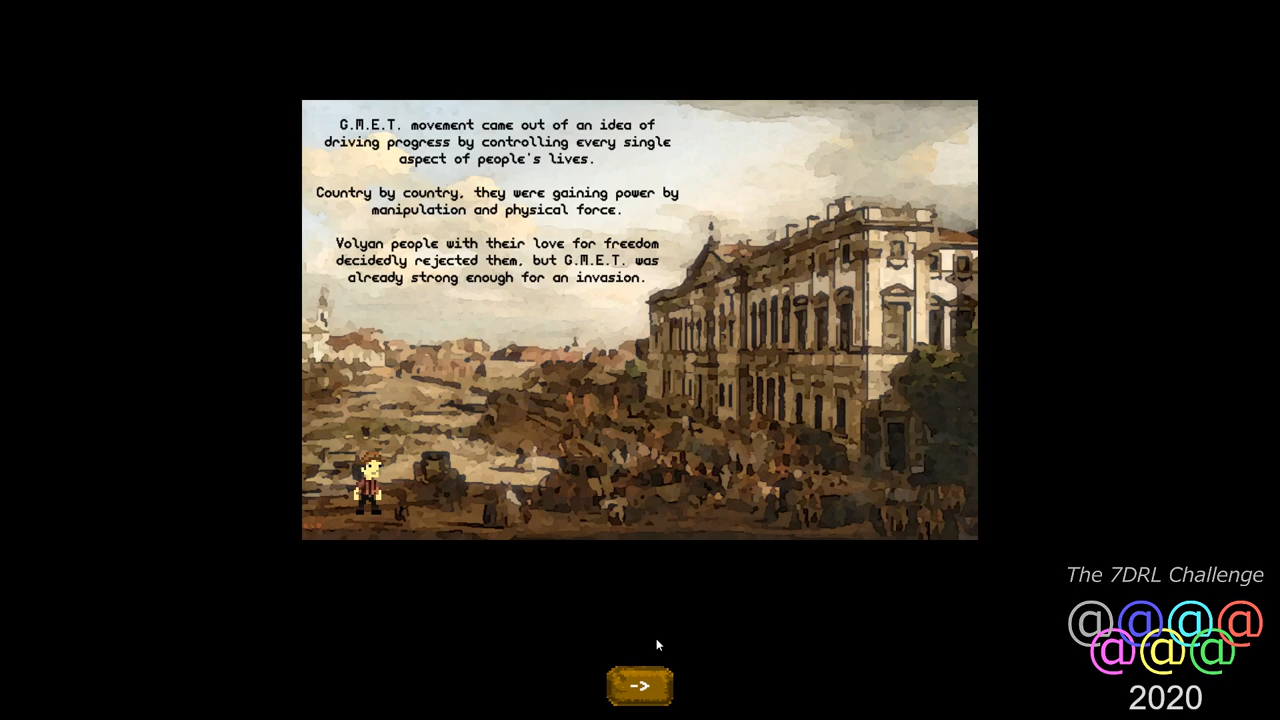 G.M.E.T. movement came out of an idea of
driving progress by controlling every single
aspect of people's lives.
Country by country, they were gaining power by
manipulation and physical force.
Volyan people with their love for freedom
decidedly rejected them, but G.M.E.T. was
already strong enough for an invasion.
The 7DRL Challenge
@@@@
@@@
2020
->